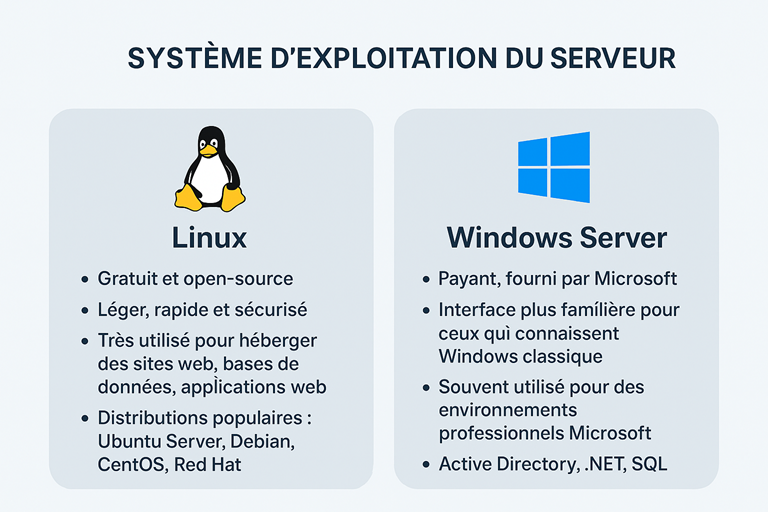 SYSTÈME D'EXPLOITATION DU SERVEUR
Linux
• Gratuit et open-source
• Léger, rapide et sécurisé
• Très utilisé pour héberger
des sites web, bases de
données, applications web
• Distributions populaires :
Ubuntu Server, Debian,
CentOS, Red Hat
Windows Server
• Payant, fourni par Microsoft
• Interface plus famílière pour
ceux quì connaissent
Windows classique
• Souvent utilisé pour des
environnements
professionnels Microsoft
• Active Directory, .NET, SQL